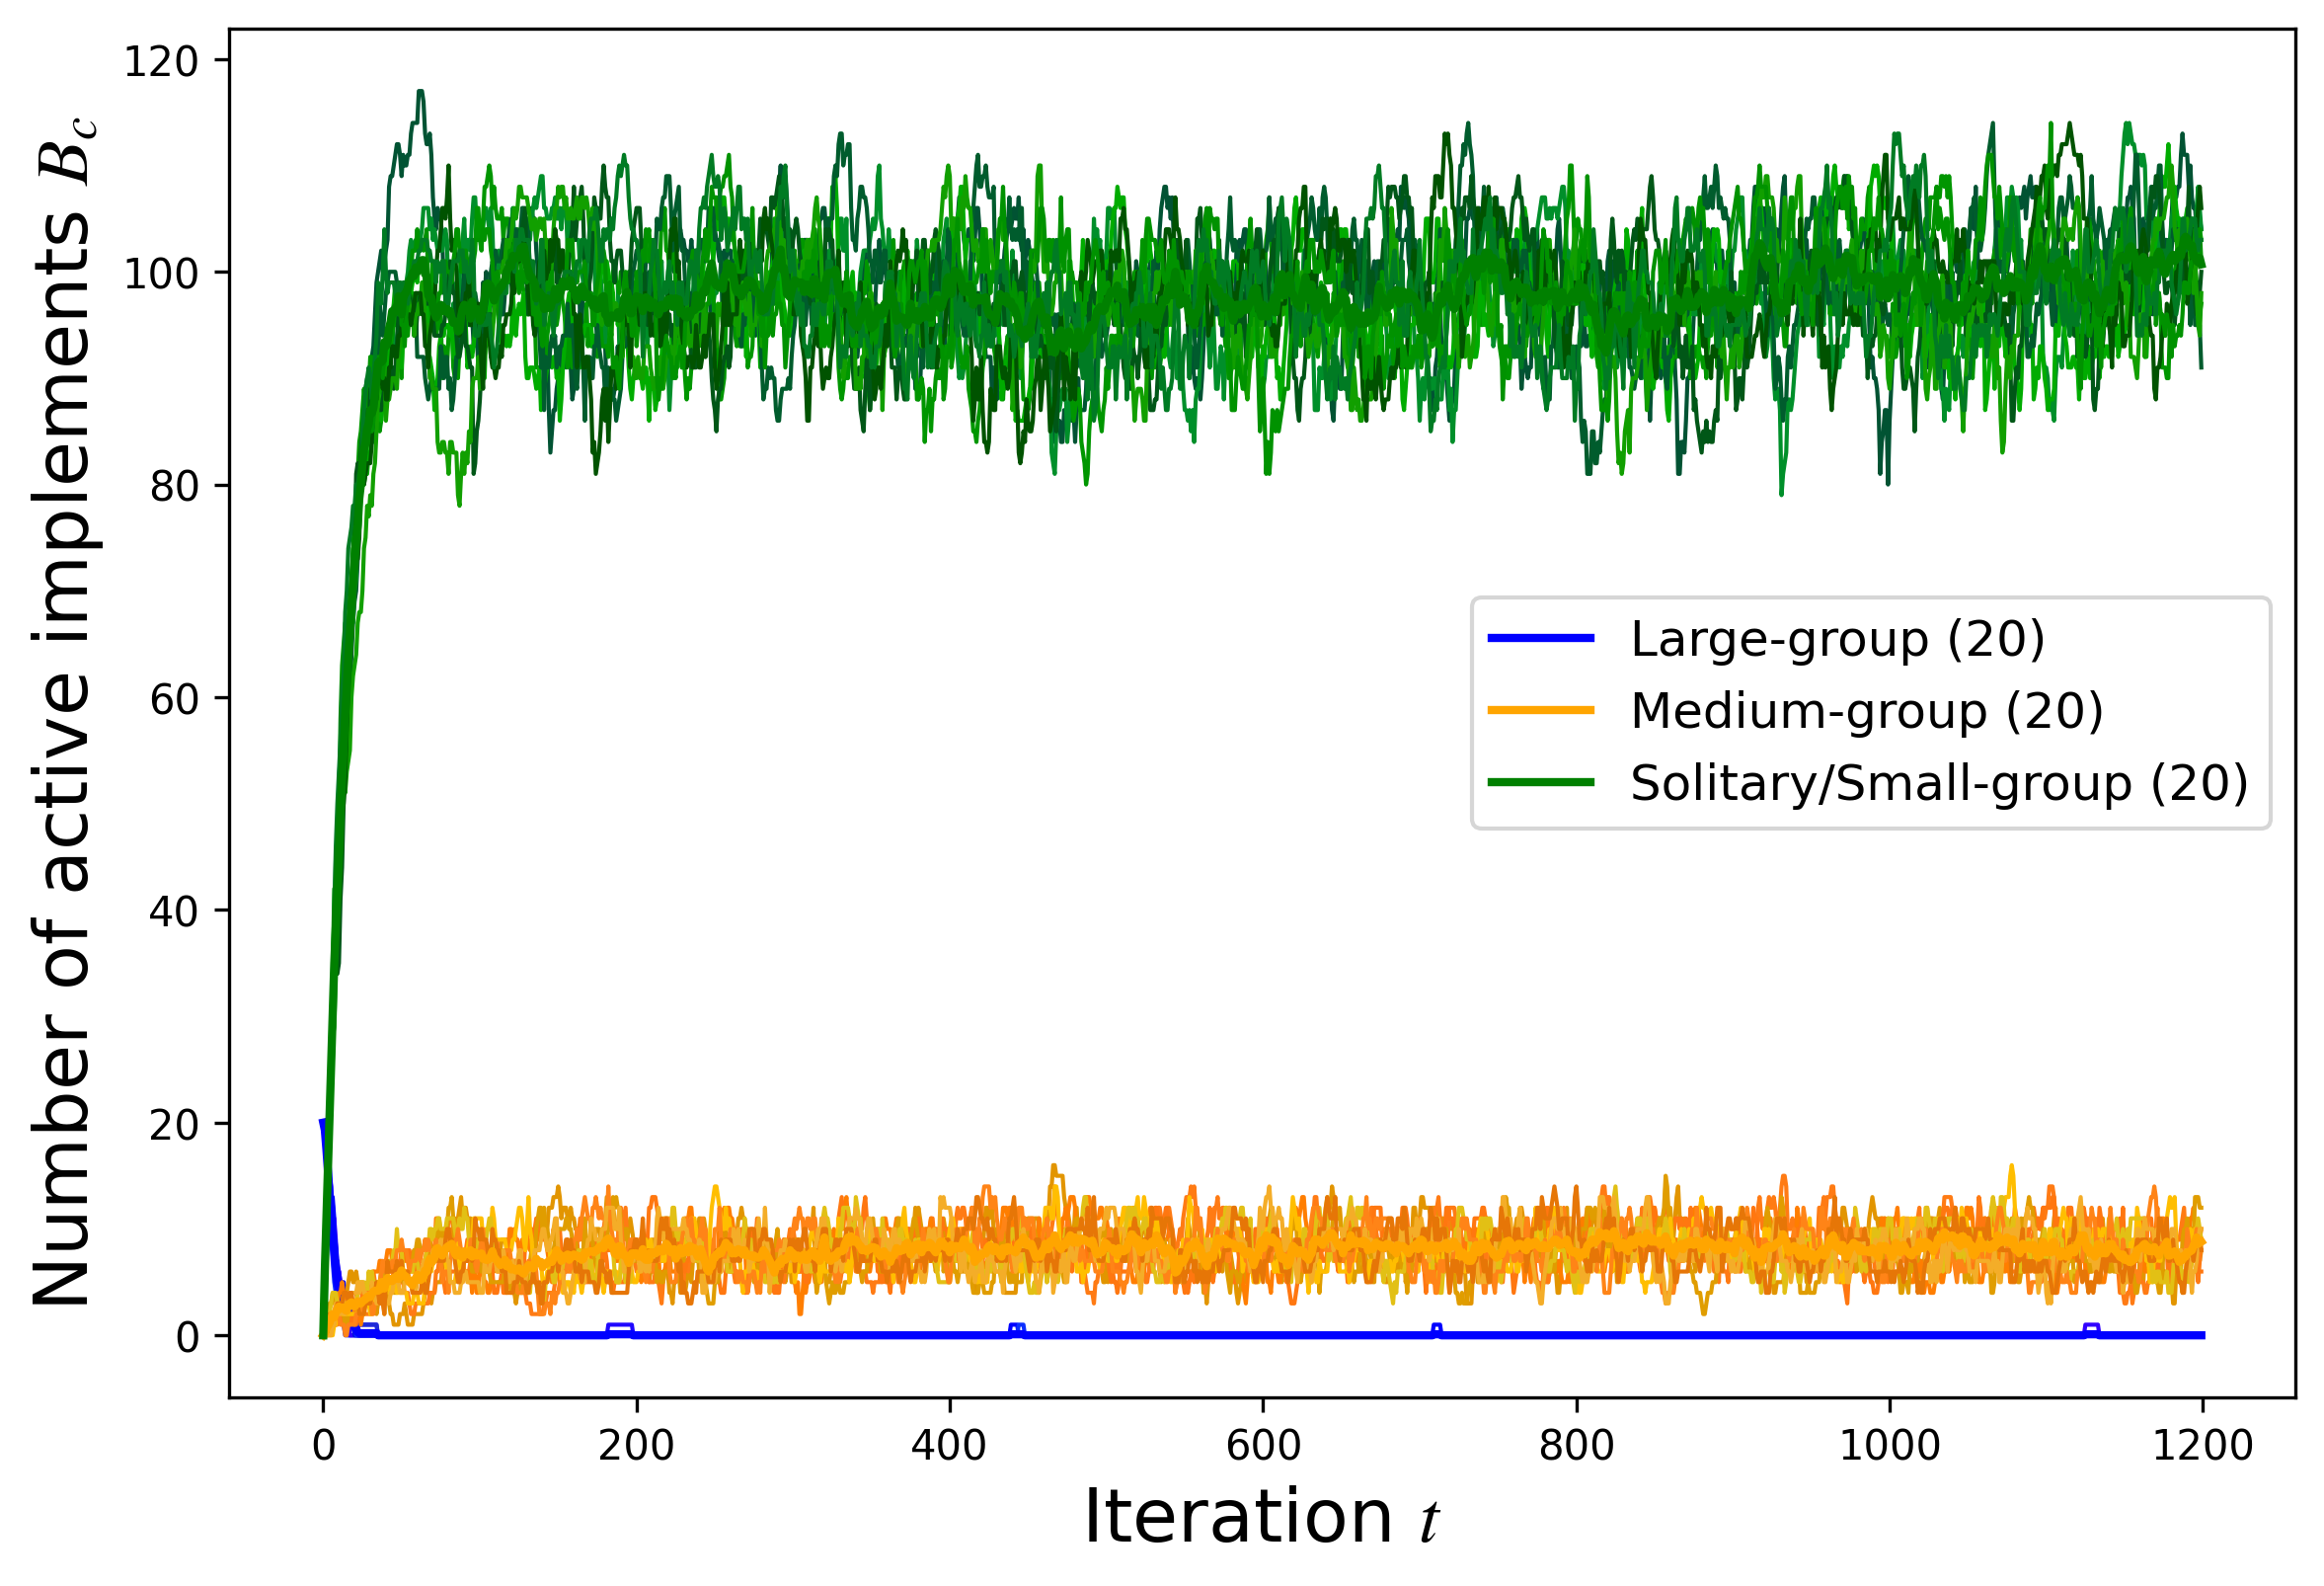 Number of active implements B_c
120
100
80
60
40
20
0
Large-group (20)
Medium-group (20)
Solitary/Small-group (20)
0 200 400 600 800 1000 1200
Iteration t